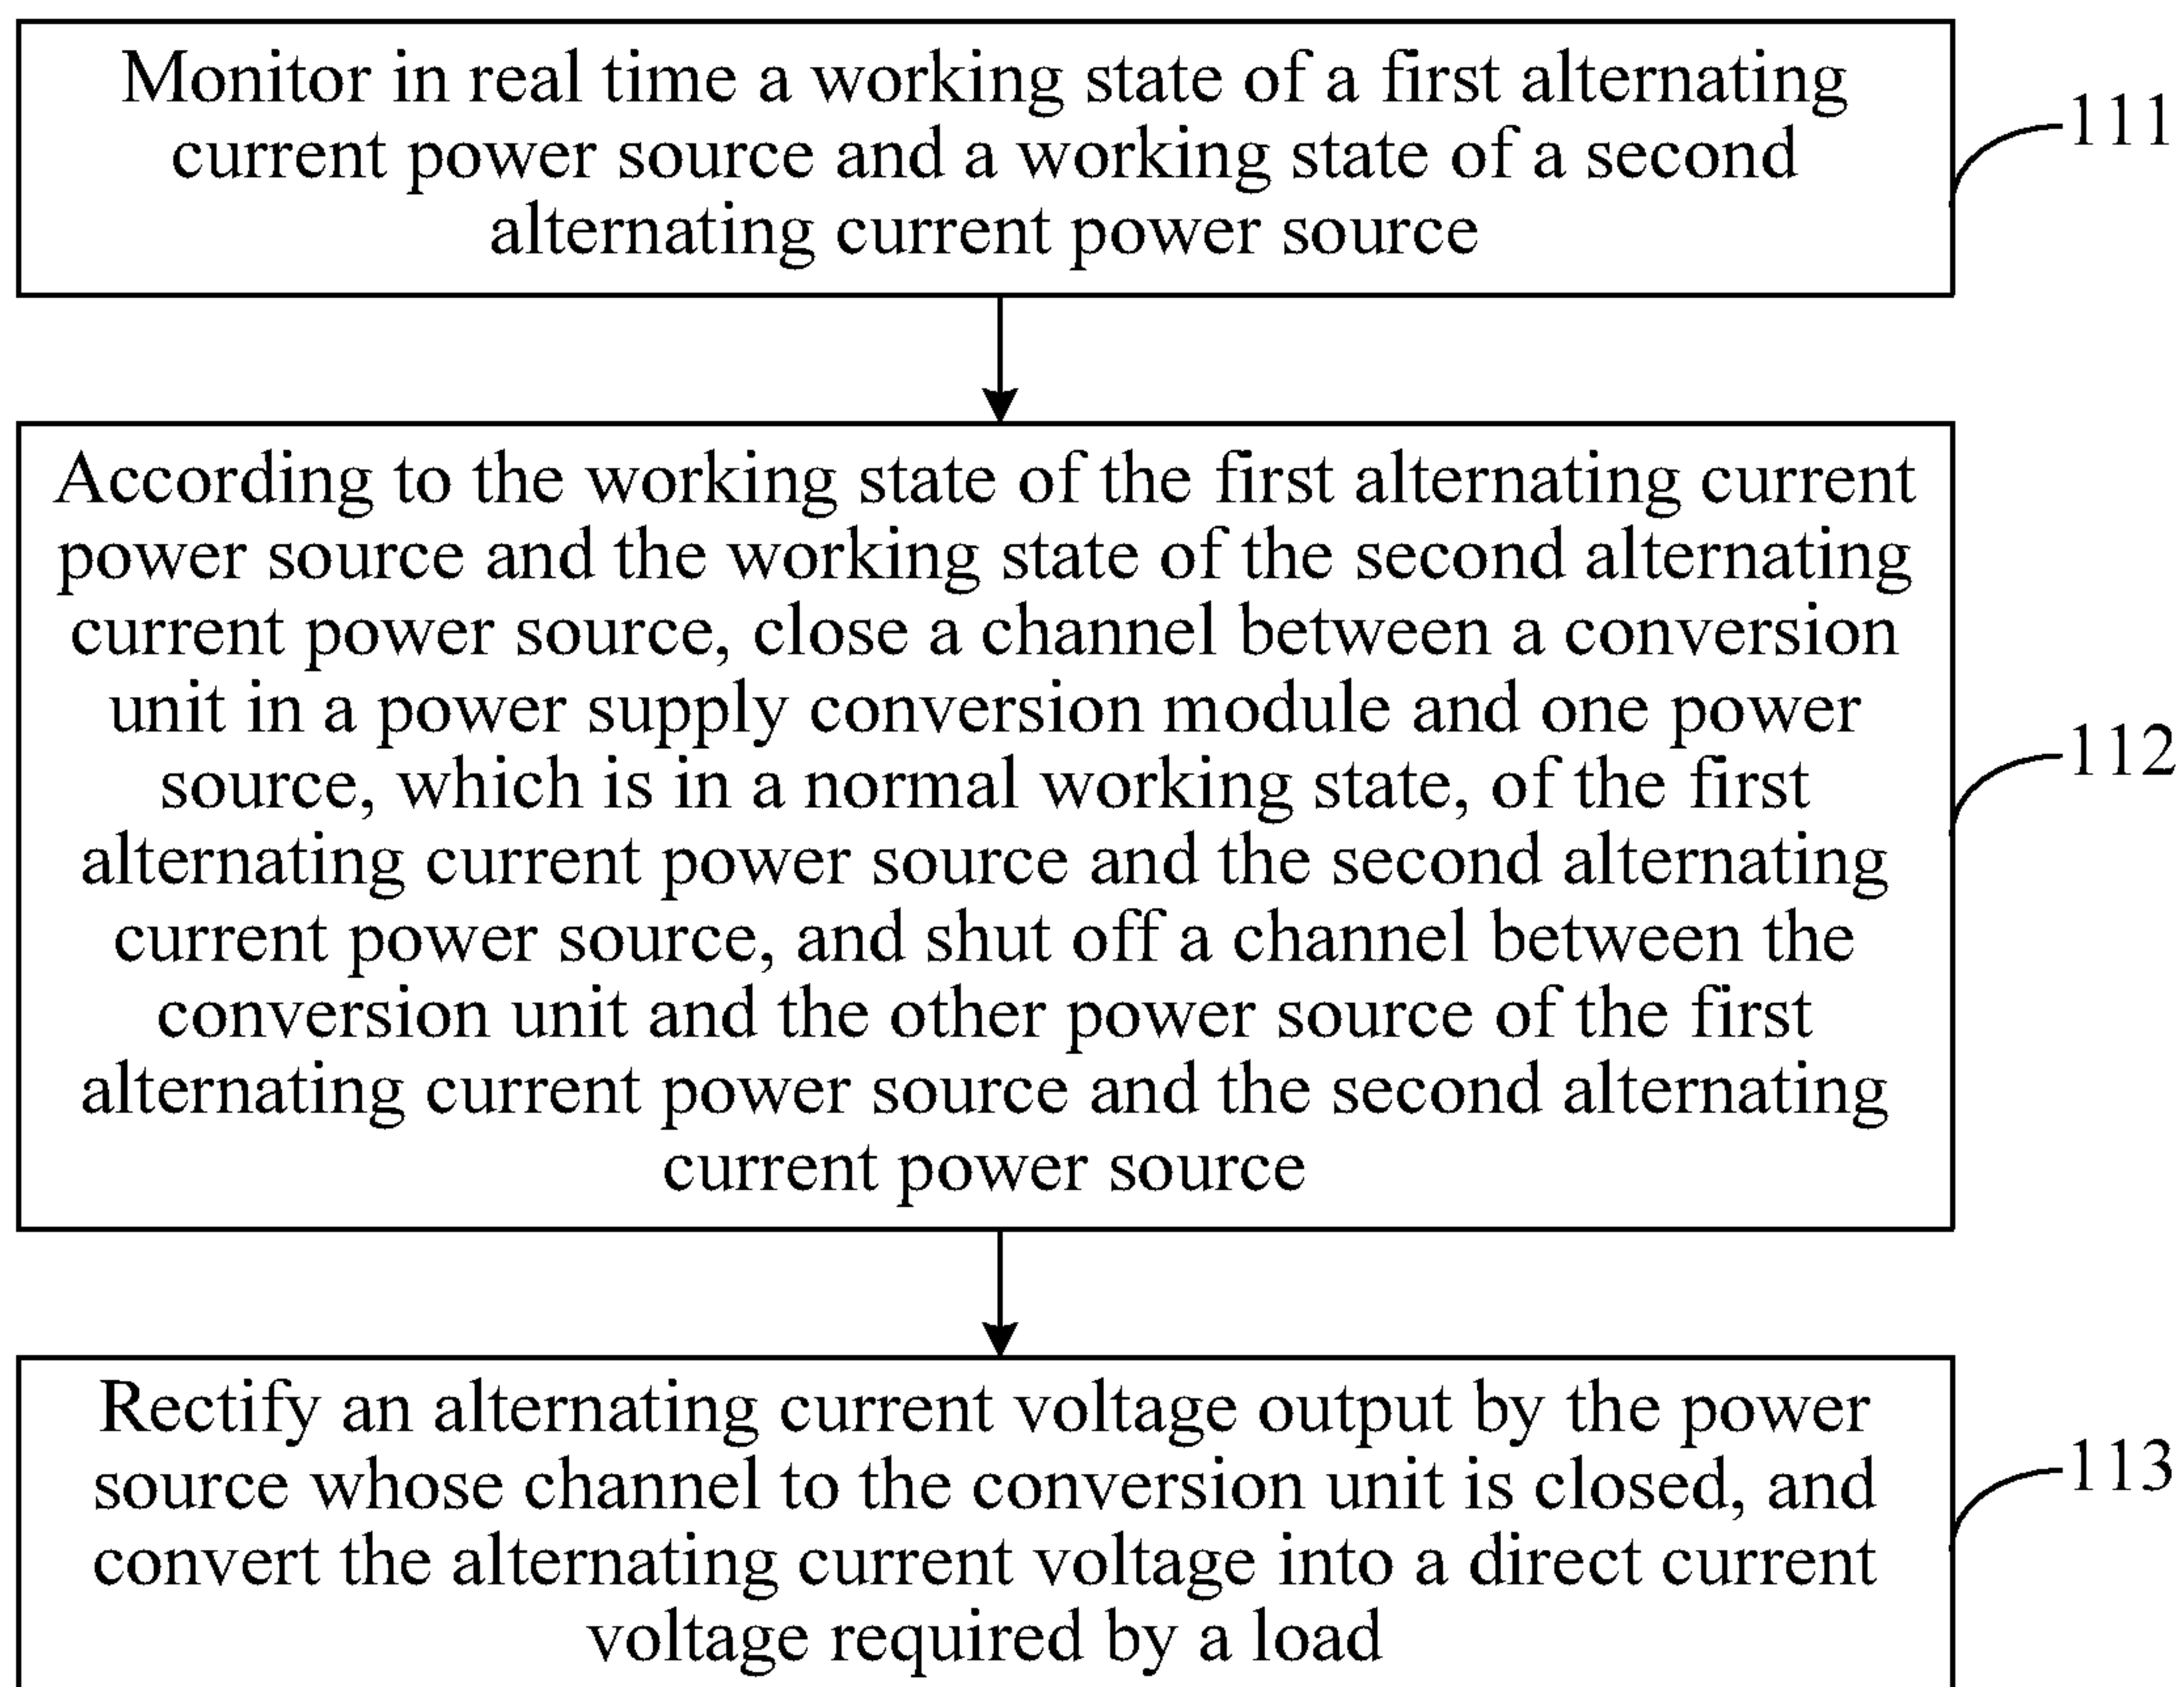 Monitor in real time a working state of a first alternating
current power source and a working state of a second
alternating current power source
111
According to the working state of the first alternating current
power source and the working state of the second alternating
current power source, close a channel between a conversion
unit in a power supply conversion module and one power
source, which is in a normal working state, of the first
alternating current power source and the second alternating
current power source, and shut off a channel between the
conversion unit and the other power source of the first
alternating current power source and the second alternating
current power source
112
Rectify an alternating current voltage output by the power
source whose channel to the conversion unit is closed, and
convert the alternating current voltage into a direct current
voltage required by a load
113